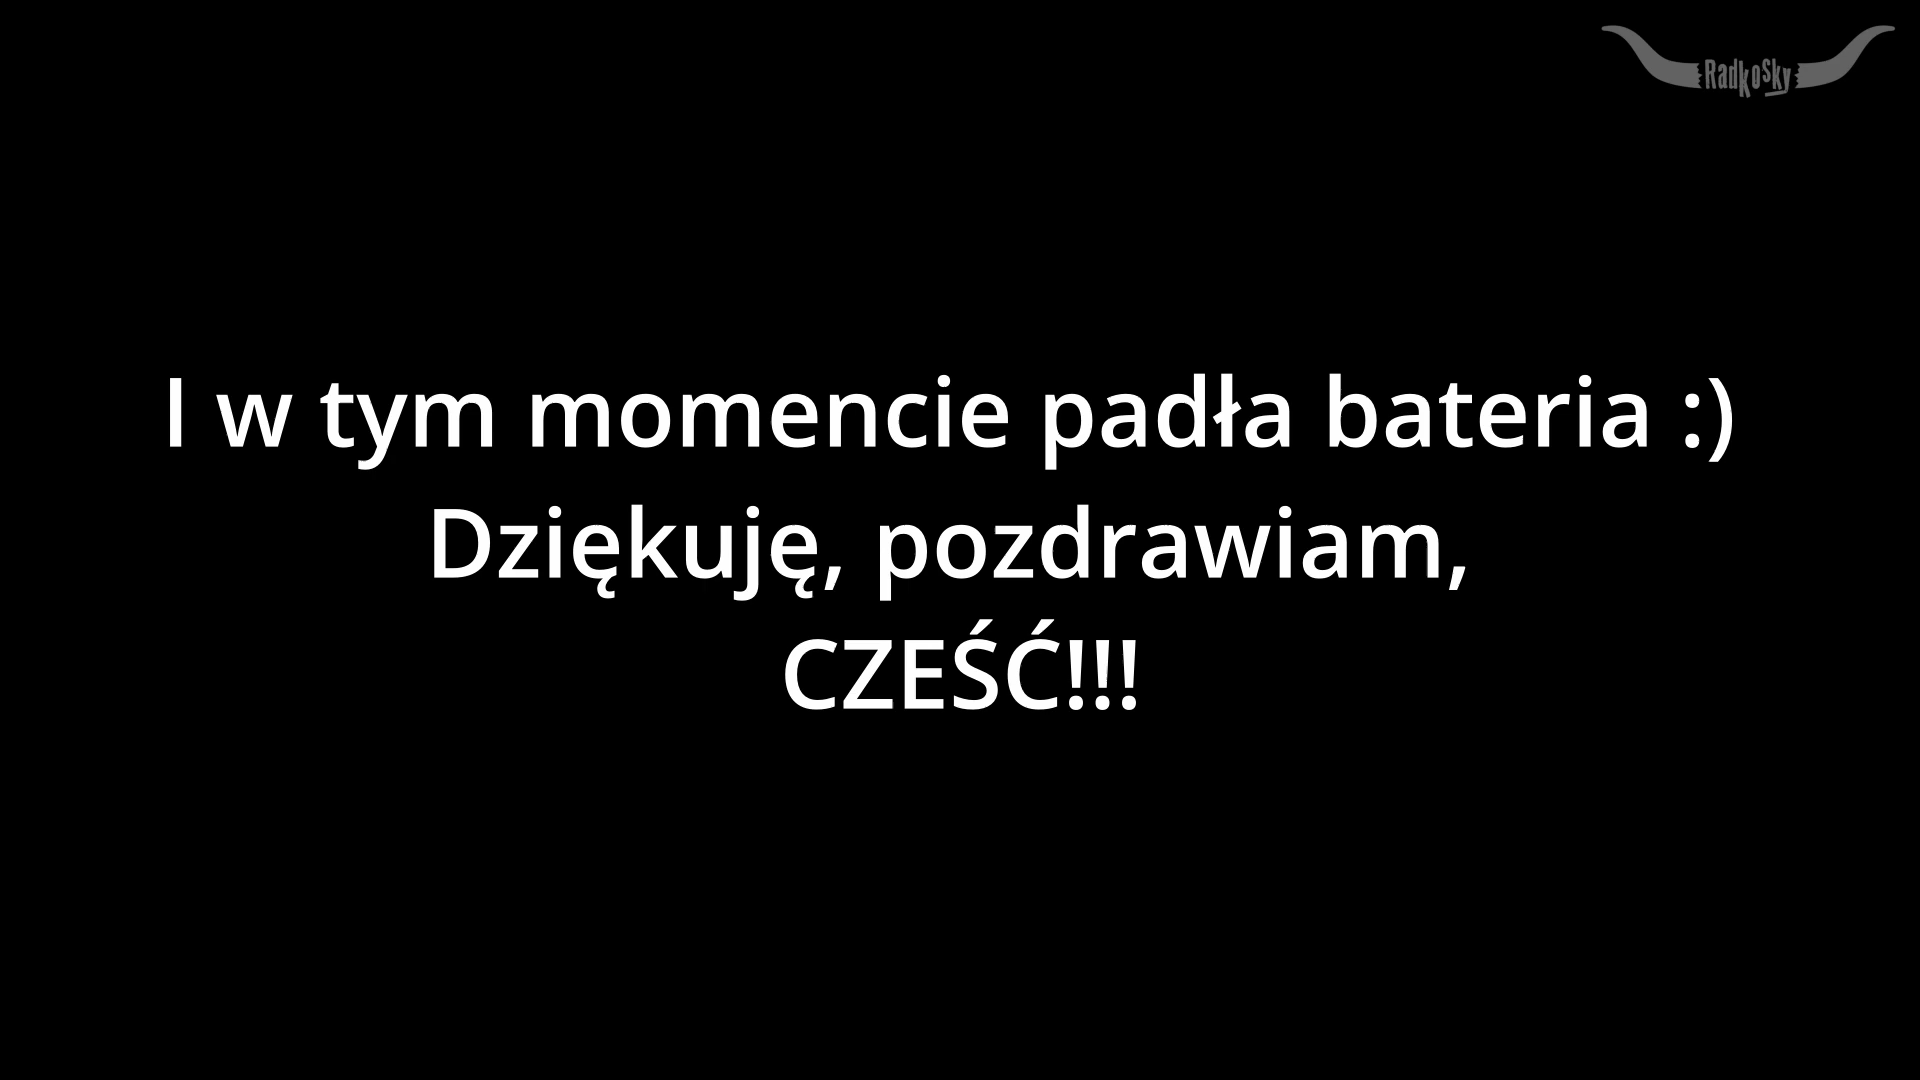 RadkoSky
I w tym momencie padła bateria :)
Dziękuję, pozdrawiam,
CZEŚĆ!!!